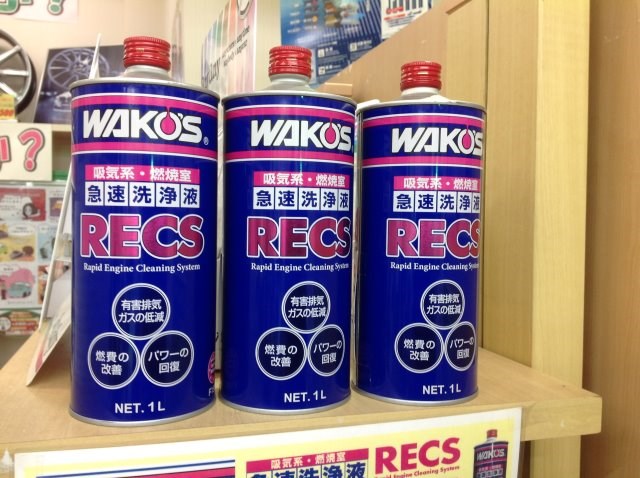 WAKO'S®
吸気系・燃焼室
急速洗浄液
RECS
Rapid Engine Cleaning System
有害排気
ガスの低減
燃費の
改善
パワーの
回復
NET. 1L
WAKO'S
吸気系・燃焼室
急速洗浄液
RECS
Rapid Engine Cleaning System
有害排気
ガスの低減
燃費の
改善
パワーの
回復
NET. 1L
WAKO'S
吸気系・燃焼室
急速洗浄液
RECS
Rapid Engine Cleaning System
有害排気
ガスの低減
燃費の
改善
パワーの
回復
NET. 1L
吸気系・燃焼室
急速洗浄液
RECS
Rapid Engine Cleaning System
WAKO'S